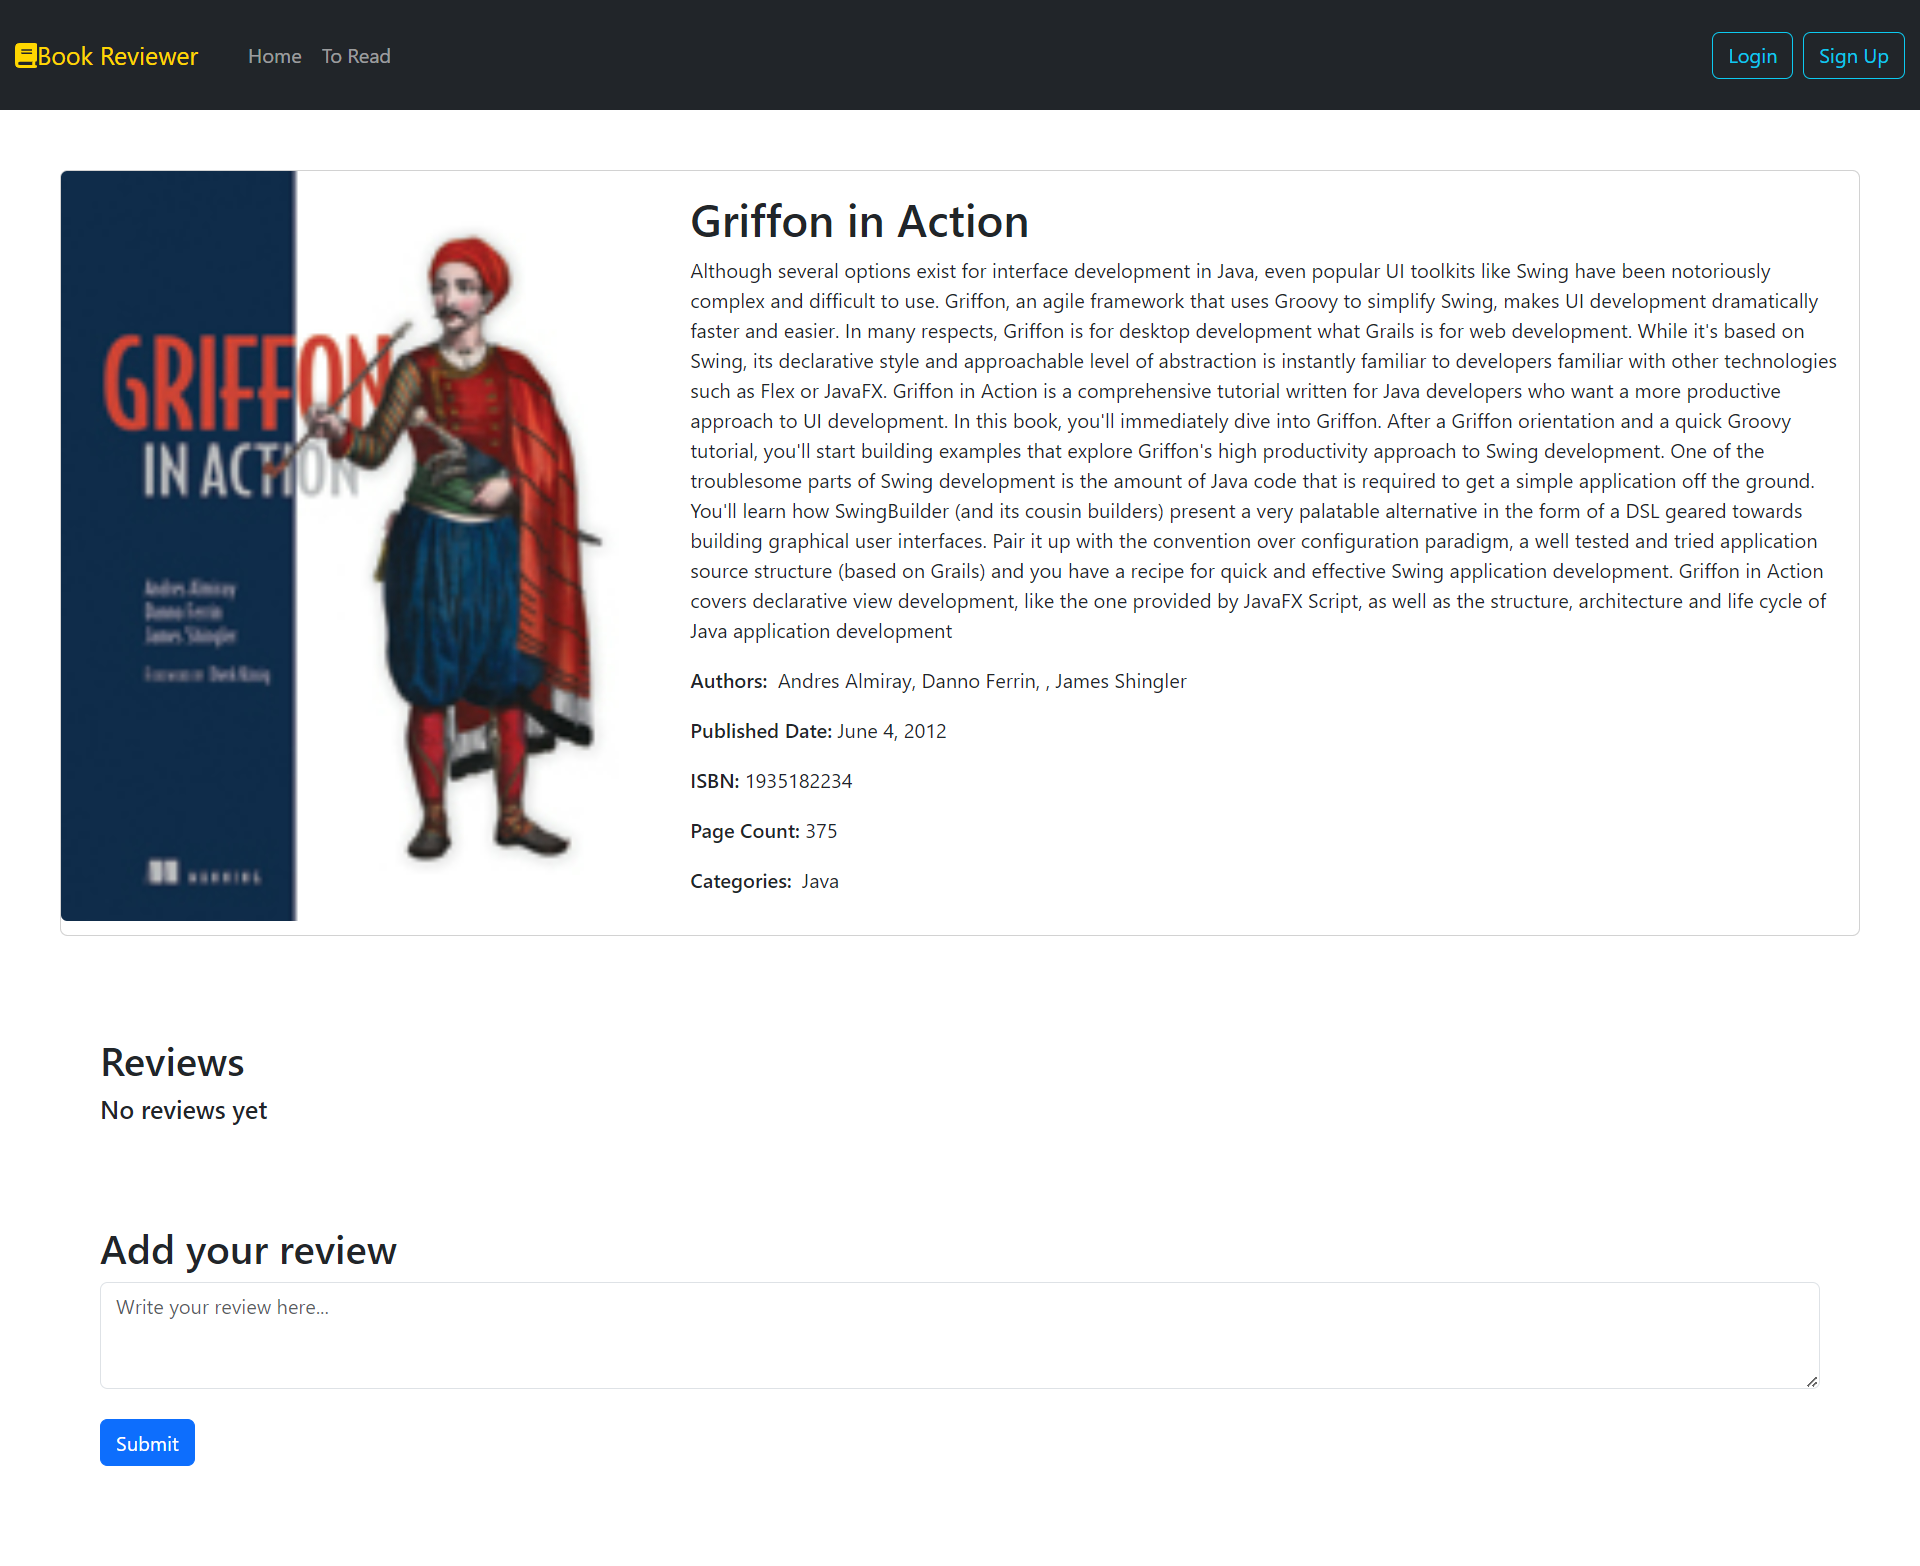 Book Reviewer
Home
To Read
Login
Sign Up
GRIFFON
IN ACTION
Andres Almiray
Danno Ferrin
James Shingler
MANNING
Griffon in Action
Although several options exist for interface development in Java, even popular UI toolkits like Swing have been notoriously
complex and difficult to use. Griffon, an agile framework that uses Groovy to simplify Swing, makes UI development dramatically
faster and easier. In many respects, Griffon is for desktop development what Grails is for web development. While it's based on
Swing, its declarative style and approachable level of abstraction is instantly familiar to developers familiar with other technologies
such as Flex or JavaFX. Griffon in Action is a comprehensive tutorial written for Java developers who want a more productive
approach to UI development. In this book, you'll immediately dive into Griffon. After a Griffon orientation and a quick Groovy
tutorial, you'll start building examples that explore Griffon's high productivity approach to Swing development. One of the
troublesome parts of Swing development is the amount of Java code that is required to get a simple application off the ground.
You'll learn how SwingBuilder (and its cousin builders) present a very palatable alternative in the form of a DSL geared towards
building graphical user interfaces. Pair it up with the convention over configuration paradigm, a well tested and tried application
source structure (based on Grails) and you have a recipe for quick and effective Swing application development. Griffon in Action
covers declarative view development, like the one provided by JavaFX Script, as well as the structure, architecture and life cycle of
Java application development
Authors: Andres Almiray, Danno Ferrin, , James Shingler
Published Date: June 4, 2012
ISBN: 1935182234
Page Count: 375
Categories: Java
Reviews
No reviews yet
Add your review
Write your review here...
Submit